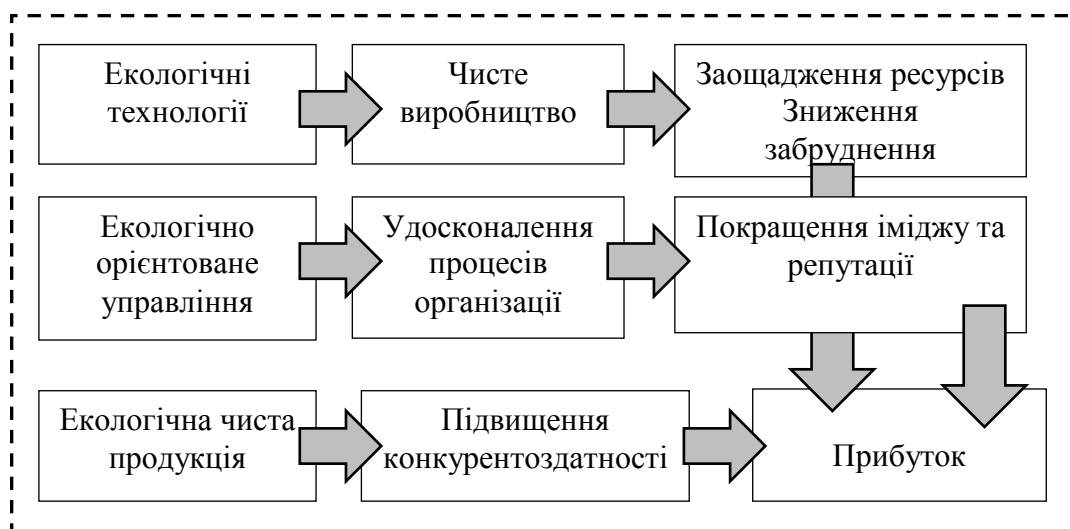 Екологічні
технології
Чисте
виробництво
Заощадження ресурсів
Зниження
забруднення
Екологічно
орієнтоване
управління
Удосконалення
процесів
організації
Покращення іміджу та
репутації
Екологічна чиста
продукція
Підвищення
конкурентоздатності
Прибуток